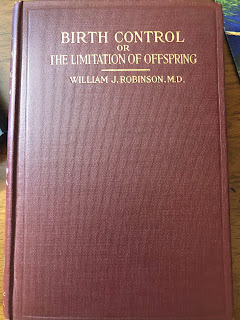 BIRTH CONTROL
OR
THE LIMITATION OF OFFSPRING
WILLIAM J. ROBINSON, M.D.